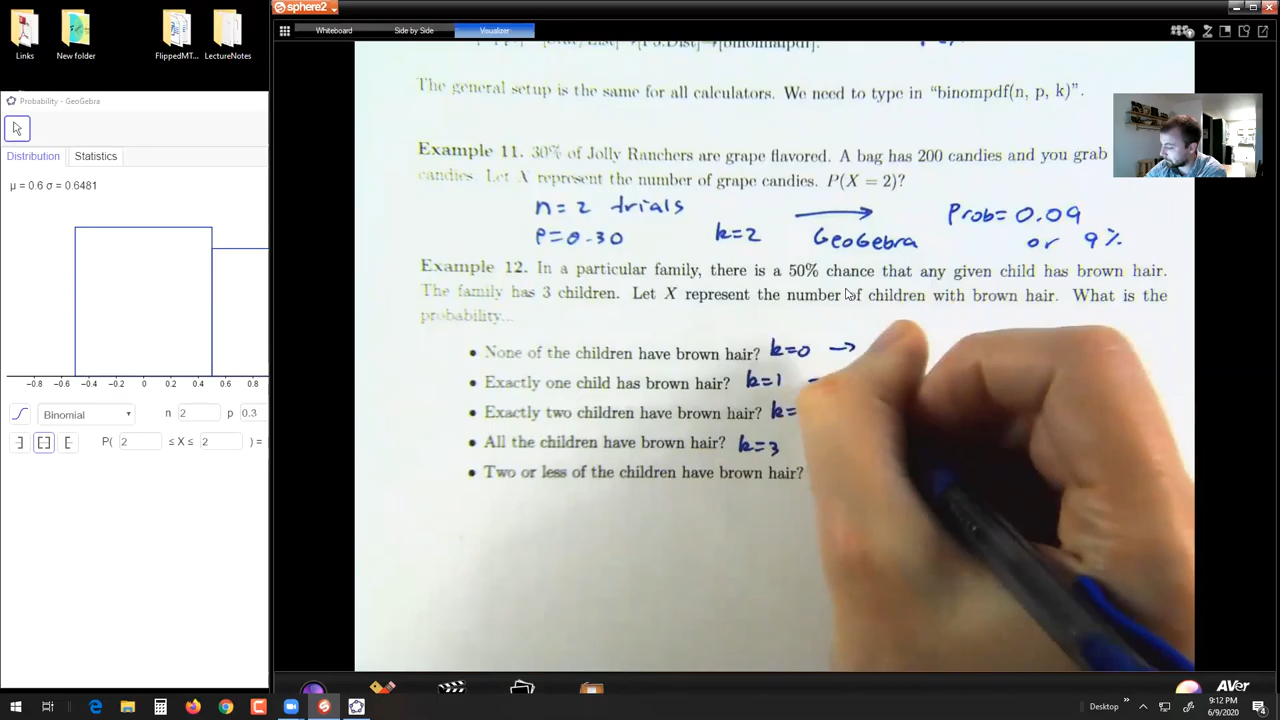 sphere2
Whiteboard Side by Side Visualizer
Links New folder FlippedMT... LectureNotes
Probability - GeoGebra
Distribution Statistics
μ = 0.6 σ = 0.6481
-0.8 -0.6 -0.4 -0.2 0 0.2 0.4 0.6 0.8
Binomial n 2 p 0.3
P( 2 ≤ X ≤ 2 ) =
The general setup is the same for all calculators. We need to type in “binompdf(n, p, k)”.
Example 11. 30% of Jolly Ranchers are grape flavored. A bag has 200 candies and you grab
candies. Let X represent the number of grape candies. P(X = 2)?
n = 2 trials
p = 0.30 k=2 → GeoGebra Prob = 0.09
or 9%
Example 12. In a particular family, there is a 50% chance that any given child has brown hair.
The family has 3 children. Let X represent the number of children with brown hair. What is the
probability...
• None of the children have brown hair? k=0 →
• Exactly one child has brown hair? k=1
• Exactly two children have brown hair? k=
• All the children have brown hair? k=3
• Two or less of the children have brown hair?
AVer
Desktop 9:12 PM
6/9/2020
4